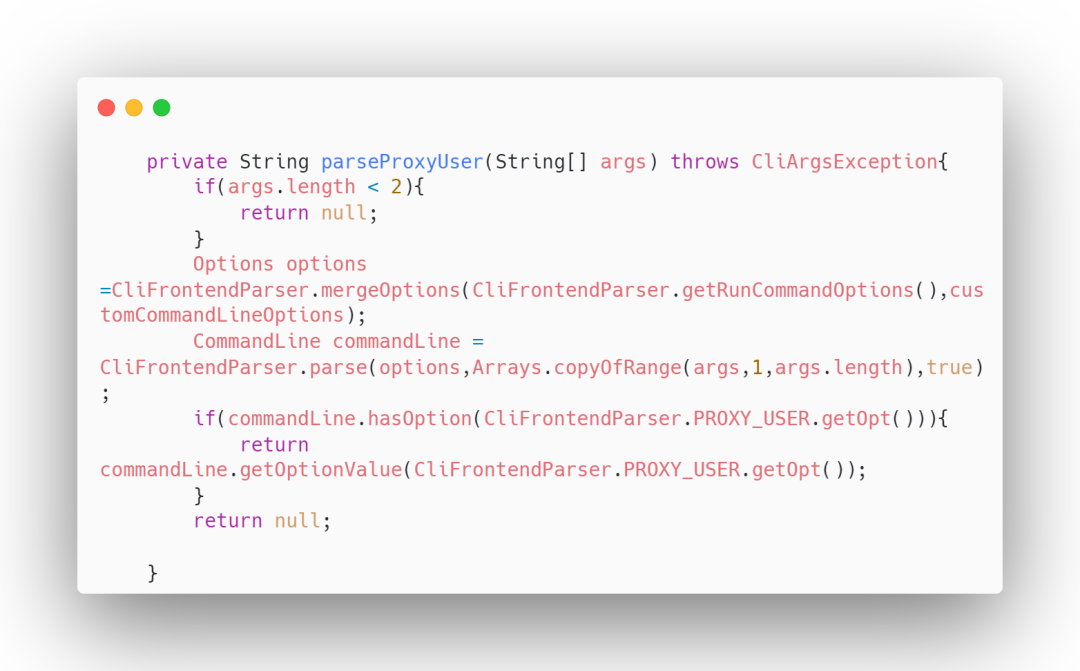 private String parseProxyUser(String[] args) throws CliArgsException{
        if(args.length < 2){
            return null;
        }
        Options options
=CliFrontendParser.mergeOptions(CliFrontendParser.getRunCommandOptions(),cus
tomCommandLineOptions);
        CommandLine commandLine =
CliFrontendParser.parse(options,Arrays.copyOfRange(args,1,args.length),true)
;
        if(commandLine.hasOption(CliFrontendParser.PROXY_USER.getOpt())){
            return
commandLine.getOptionValue(CliFrontendParser.PROXY_USER.getOpt());
        }
        return null;

    }